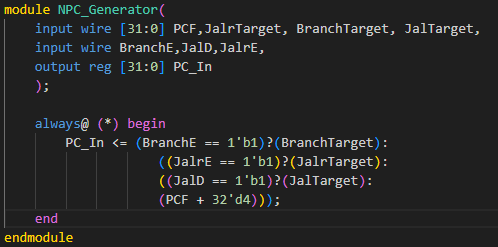 module NPC_Generator(
input wire [31:0] PCF,JalrTarget, BranchTarget, JalTarget,
input wire BranchE,JalD,JalrE,
output reg [31:0] PC_In
);
always@ (*) begin
PC_In <= (BranchE == 1'b1)?(BranchTarget):
((JalrE == 1'b1)?(JalrTarget):
((JalD == 1'b1)?(JalTarget):
(PCF + 32'd4)));
end
endmodule